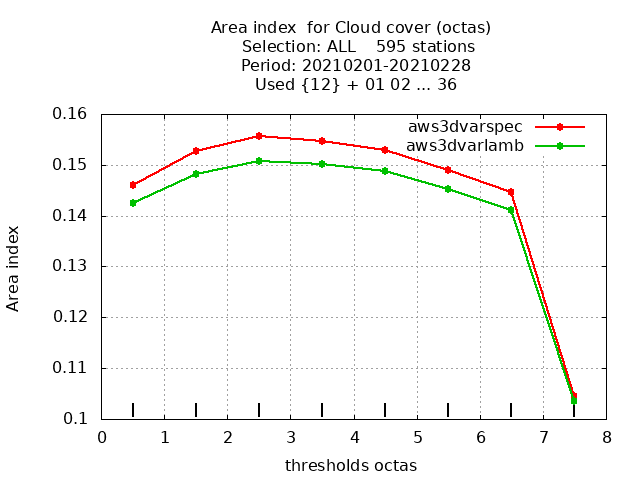 Area index  for Cloud cover (octas)
Selection: ALL    595 stations
Period: 20210201-20210228
Used {12} + 01 02 ... 36
aws3dvarspec
aws3dvarlamb
0.16
0.15
0.14
0.13
0.12
0.11
0.1
Area index
0 1 2 3 4 5 6 7 8
thresholds octas